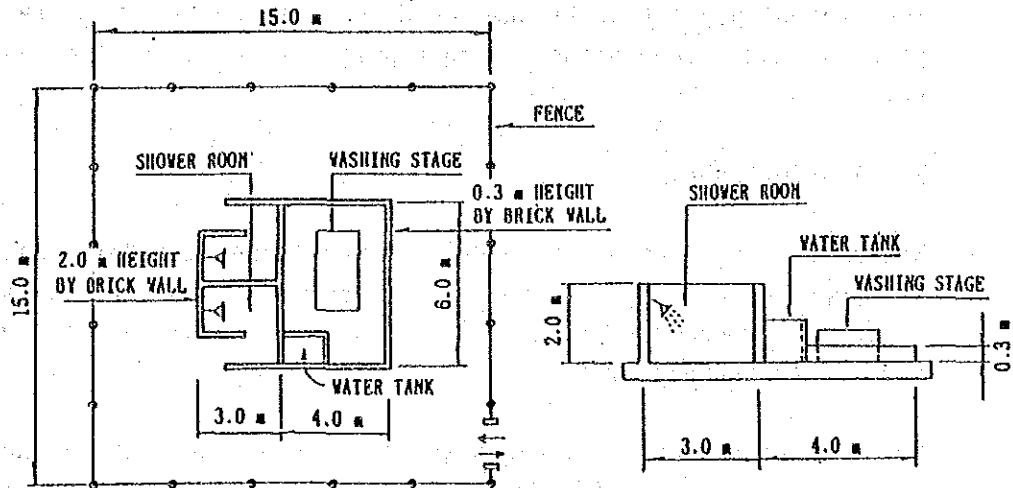 15.0 m
FENCE
SHOWER ROOM
WASHING STAGE
0.3 m HEIGHT
BY BRICK WALL
2.0 m HEIGHT
BY BRICK WALL
15.0 m
6.0 m
WATER TANK
3.0 m
4.0 m
SHOWER ROOM
WATER TANK
WASHING STAGE
2.0 m
0.3 m
3.0 m
4.0 m